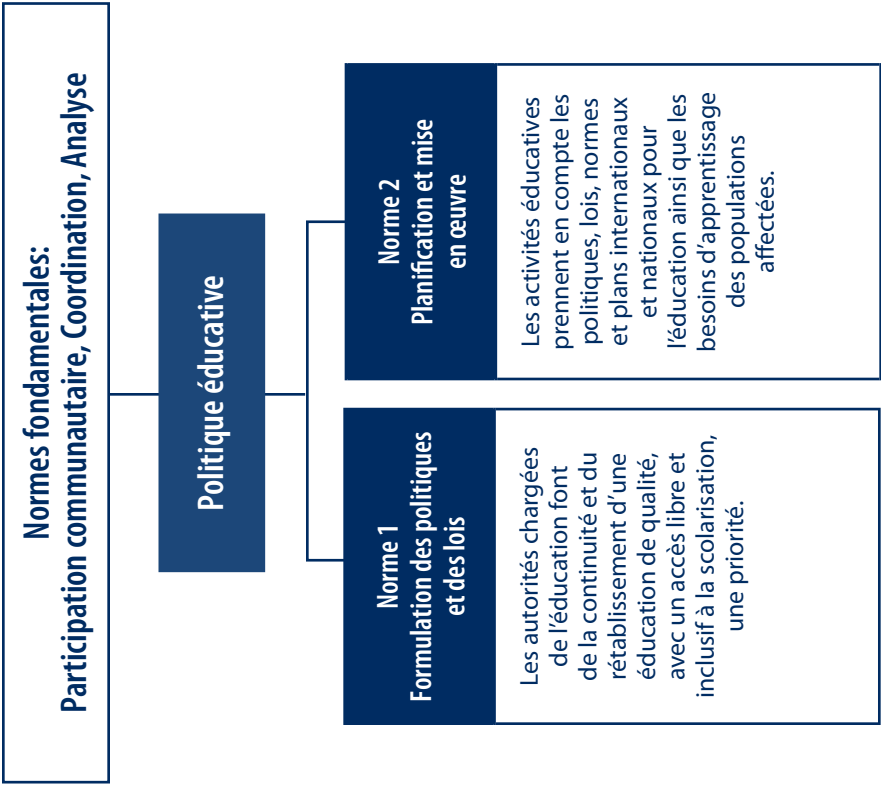 Normes fondamentales:
Participation communautaire, Coordination, Analyse
Politique éducative
Norme 1
Formulation des politiques
et des lois
Les autorités chargées
de l’éducation font
de la continuité et du
rétablissement d’une
éducation de qualité,
avec un accès libre et
inclusif à la scolarisation,
une priorité.
Norme 2
Planification et mise
en œuvre
Les activités éducatives
prennent en compte les
politiques, lois, normes
et plans internationaux
et nationaux pour
l’éducation ainsi que les
besoins d’apprentissage
des populations
affectées.